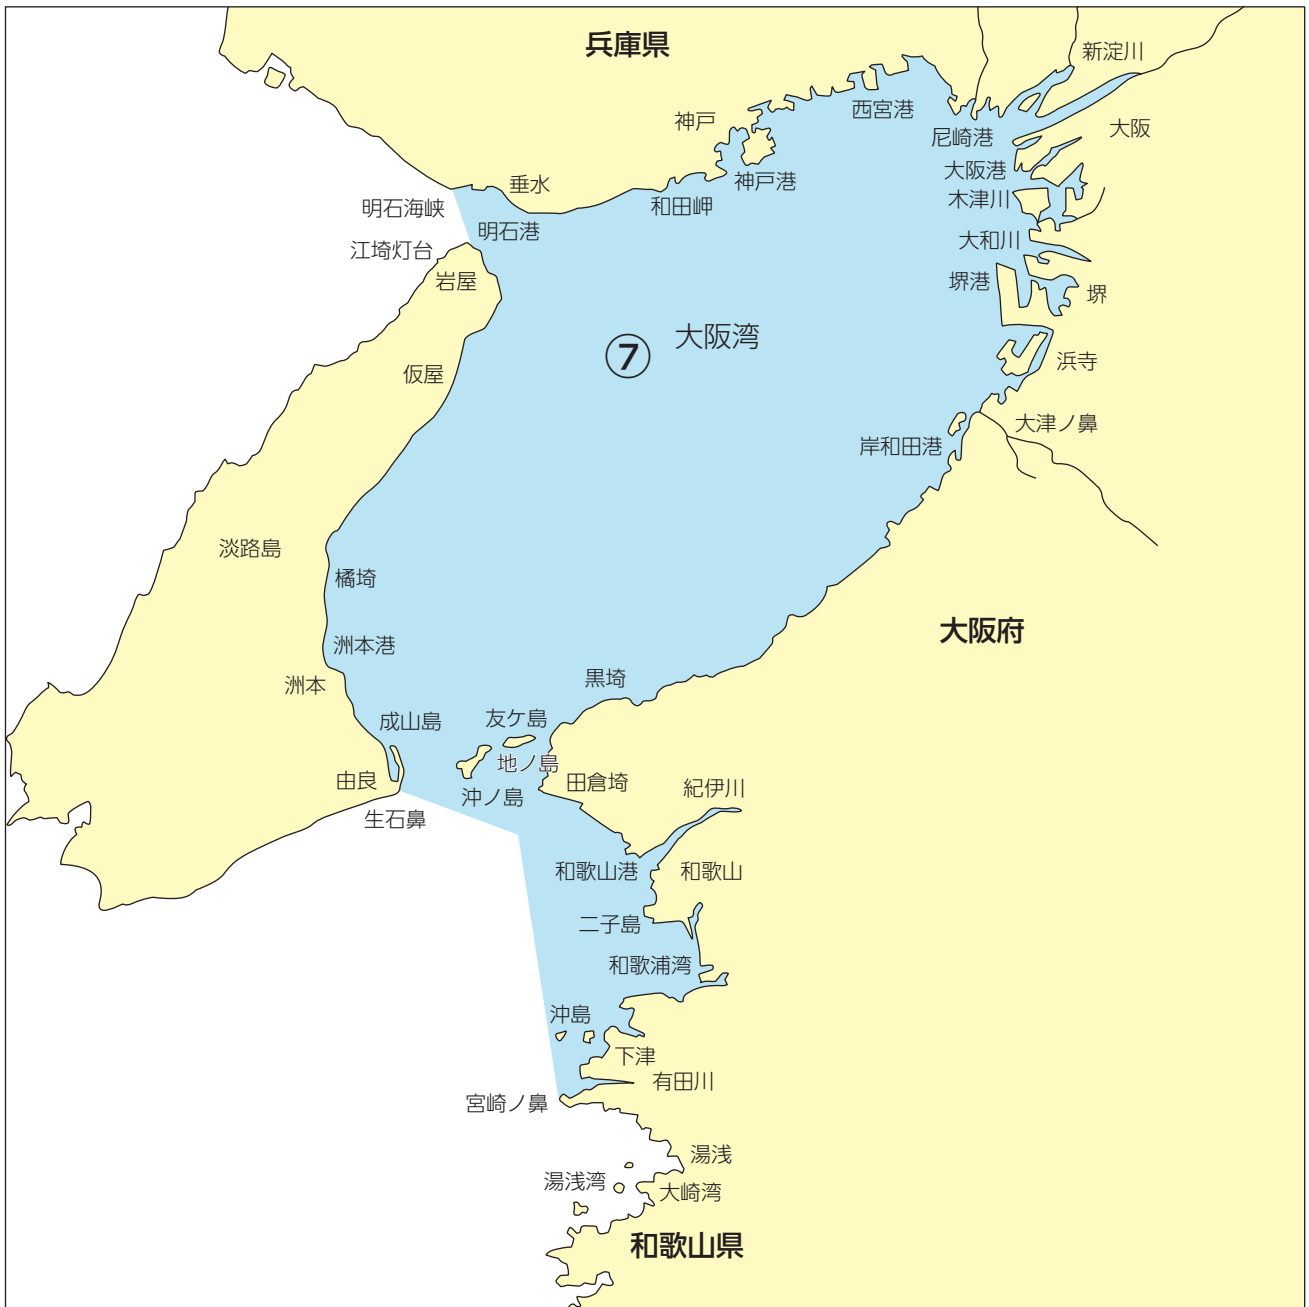 兵庫県
新淀川
西宮港
神戸
大阪
尼崎港
大阪港
神戸港
垂水
木津川
和田岬
明石海峡
明石港
大和川
江埼灯台
岩屋
堺港
堺
大阪湾
⑦
浜寺
仮屋
大津ノ鼻
岸和田港
淡路島
橘埼
大阪府
洲本港
黒埼
洲本
友ケ島
成山島
地ノ島
由良
田倉埼
紀伊川
沖ノ島
生石鼻
和歌山港
和歌山
二子島
和歌浦湾
沖島
下津
有田川
宮崎ノ鼻
湯浅
湯浅湾
大崎湾
和歌山県